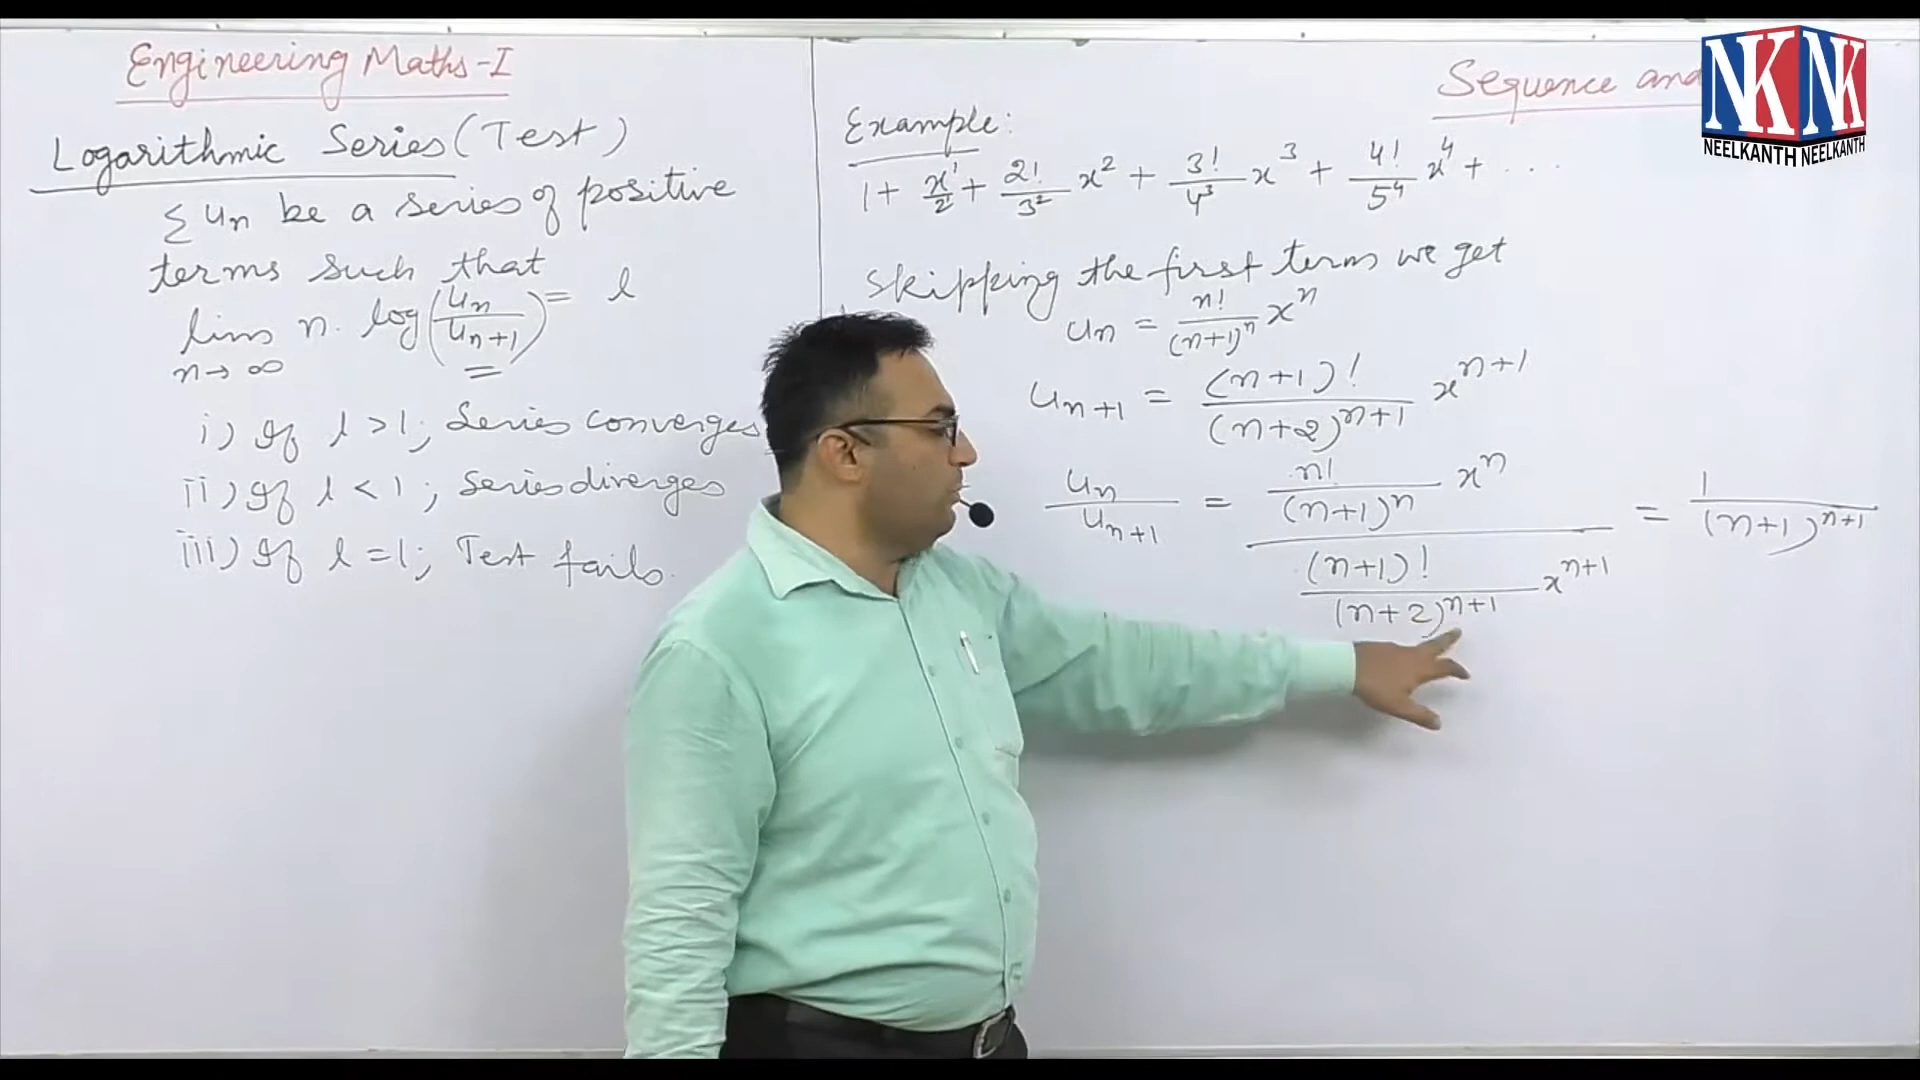 Engineering Maths-I
Logarithmic Series (Test)
Σ un be a series of positive
terms such that
lim n. log(un/un+1) = l
n→∞
i) If l > 1; Series converges
ii) If l < 1; Series diverges
iii) If l = 1; Test fails.
Sequence and
NK NK
NEELKANTH NEELKANTH
Example:
1 + x¹/2¹ + 2!/3² x² + 3!/4³ x³ + 4!/5⁴ x⁴ + ...
Skipping the first term we get
un = n!/(n+1)ⁿ xⁿ
un+1 = (n+1)!/(n+2)ⁿ⁺¹ xⁿ⁺¹
un/un+1 = n!/(n+1)ⁿ xⁿ / (n+1)!/(n+2)ⁿ⁺¹ xⁿ⁺¹ = 1/(n+1)ⁿ⁺¹